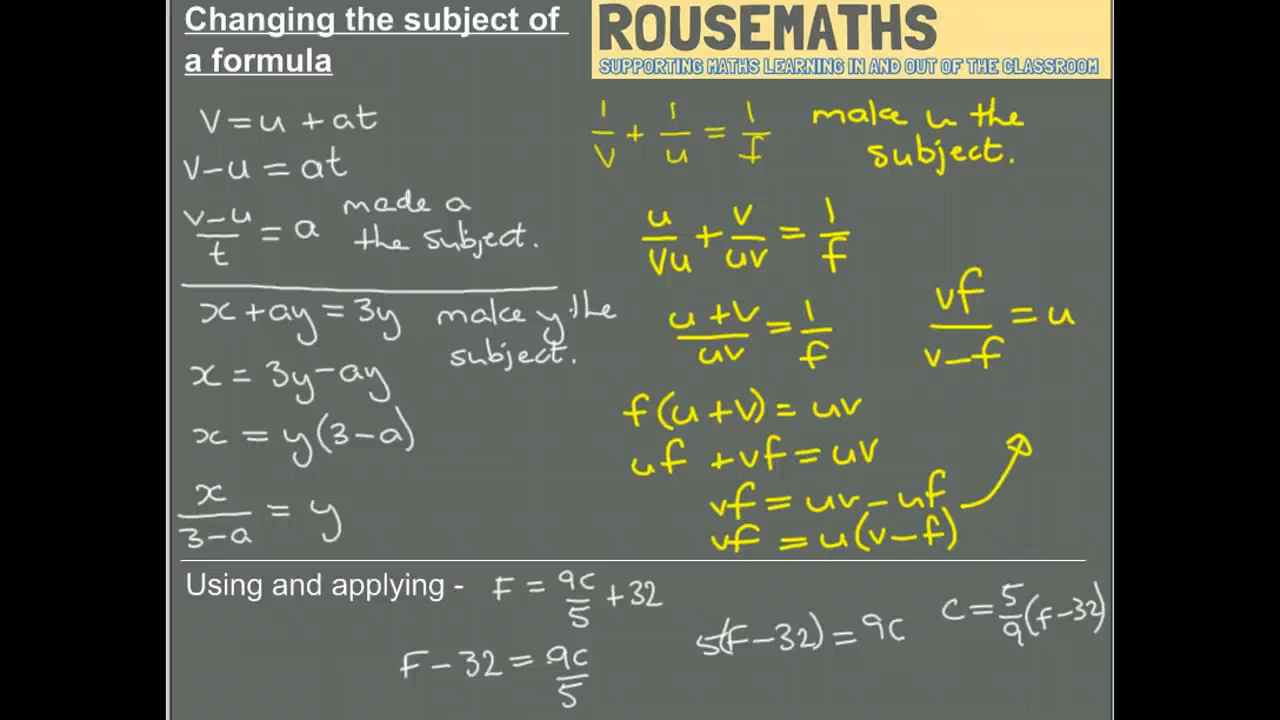 Changing the subject of
a formula
ROUSEMATHS
SUPPORTING MATHS LEARNING IN AND OUT OF THE CLASSROOM
v = u + at
v - u = at
v - u / t = a made a the subject.
x + ay = 3y make y the subject.
x = 3y - ay
x = y(3 - a)
x / 3 - a = y
1/v + 1/u = 1/f make u the subject.
u/vu + v/uv = 1/f
u + v / uv = 1/f
f(u + v) = uv
uf + vf = uv
vf = uv - uf
vf = u(v - f)
vf / v - f = u
Using and applying - F = 9c/5 + 32
F - 32 = 9c/5
5(F - 32) = 9c
c = 5/9 (f - 32)